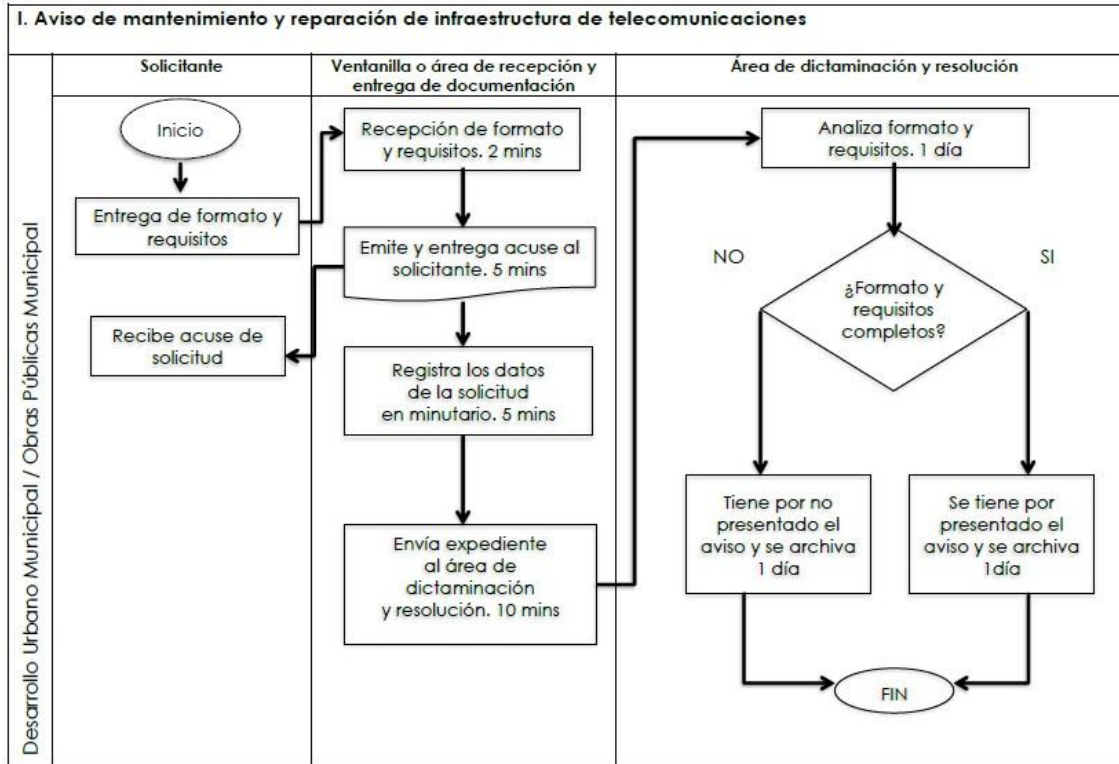 I. Aviso de mantenimiento y reparación de infraestructura de telecomunicaciones
Desarrollo Urbano Municipal / Obras Públicas Municipal
Solicitante
Ventanilla o área de recepción y
entrega de documentación
Área de dictaminación y resolución
Inicio
Entrega de formato y
requisitos
Recepción de formato
y requisitos. 2 mins
Emite y entrega acuse al
solicitante. 5 mins
Recibe acuse de
solicitud
Registra los datos
de la solicitud
en minutario. 5 mins
Envía expediente
al área de
dictaminación
y resolución. 10 mins
Analiza formato y
requisitos. 1 día
NO
SI
¿Formato y
requisitos
completos?
Tiene por no
presentado el
aviso y se archiva
1 día
Se tiene por
presentado el
aviso y se archiva
1día
FIN